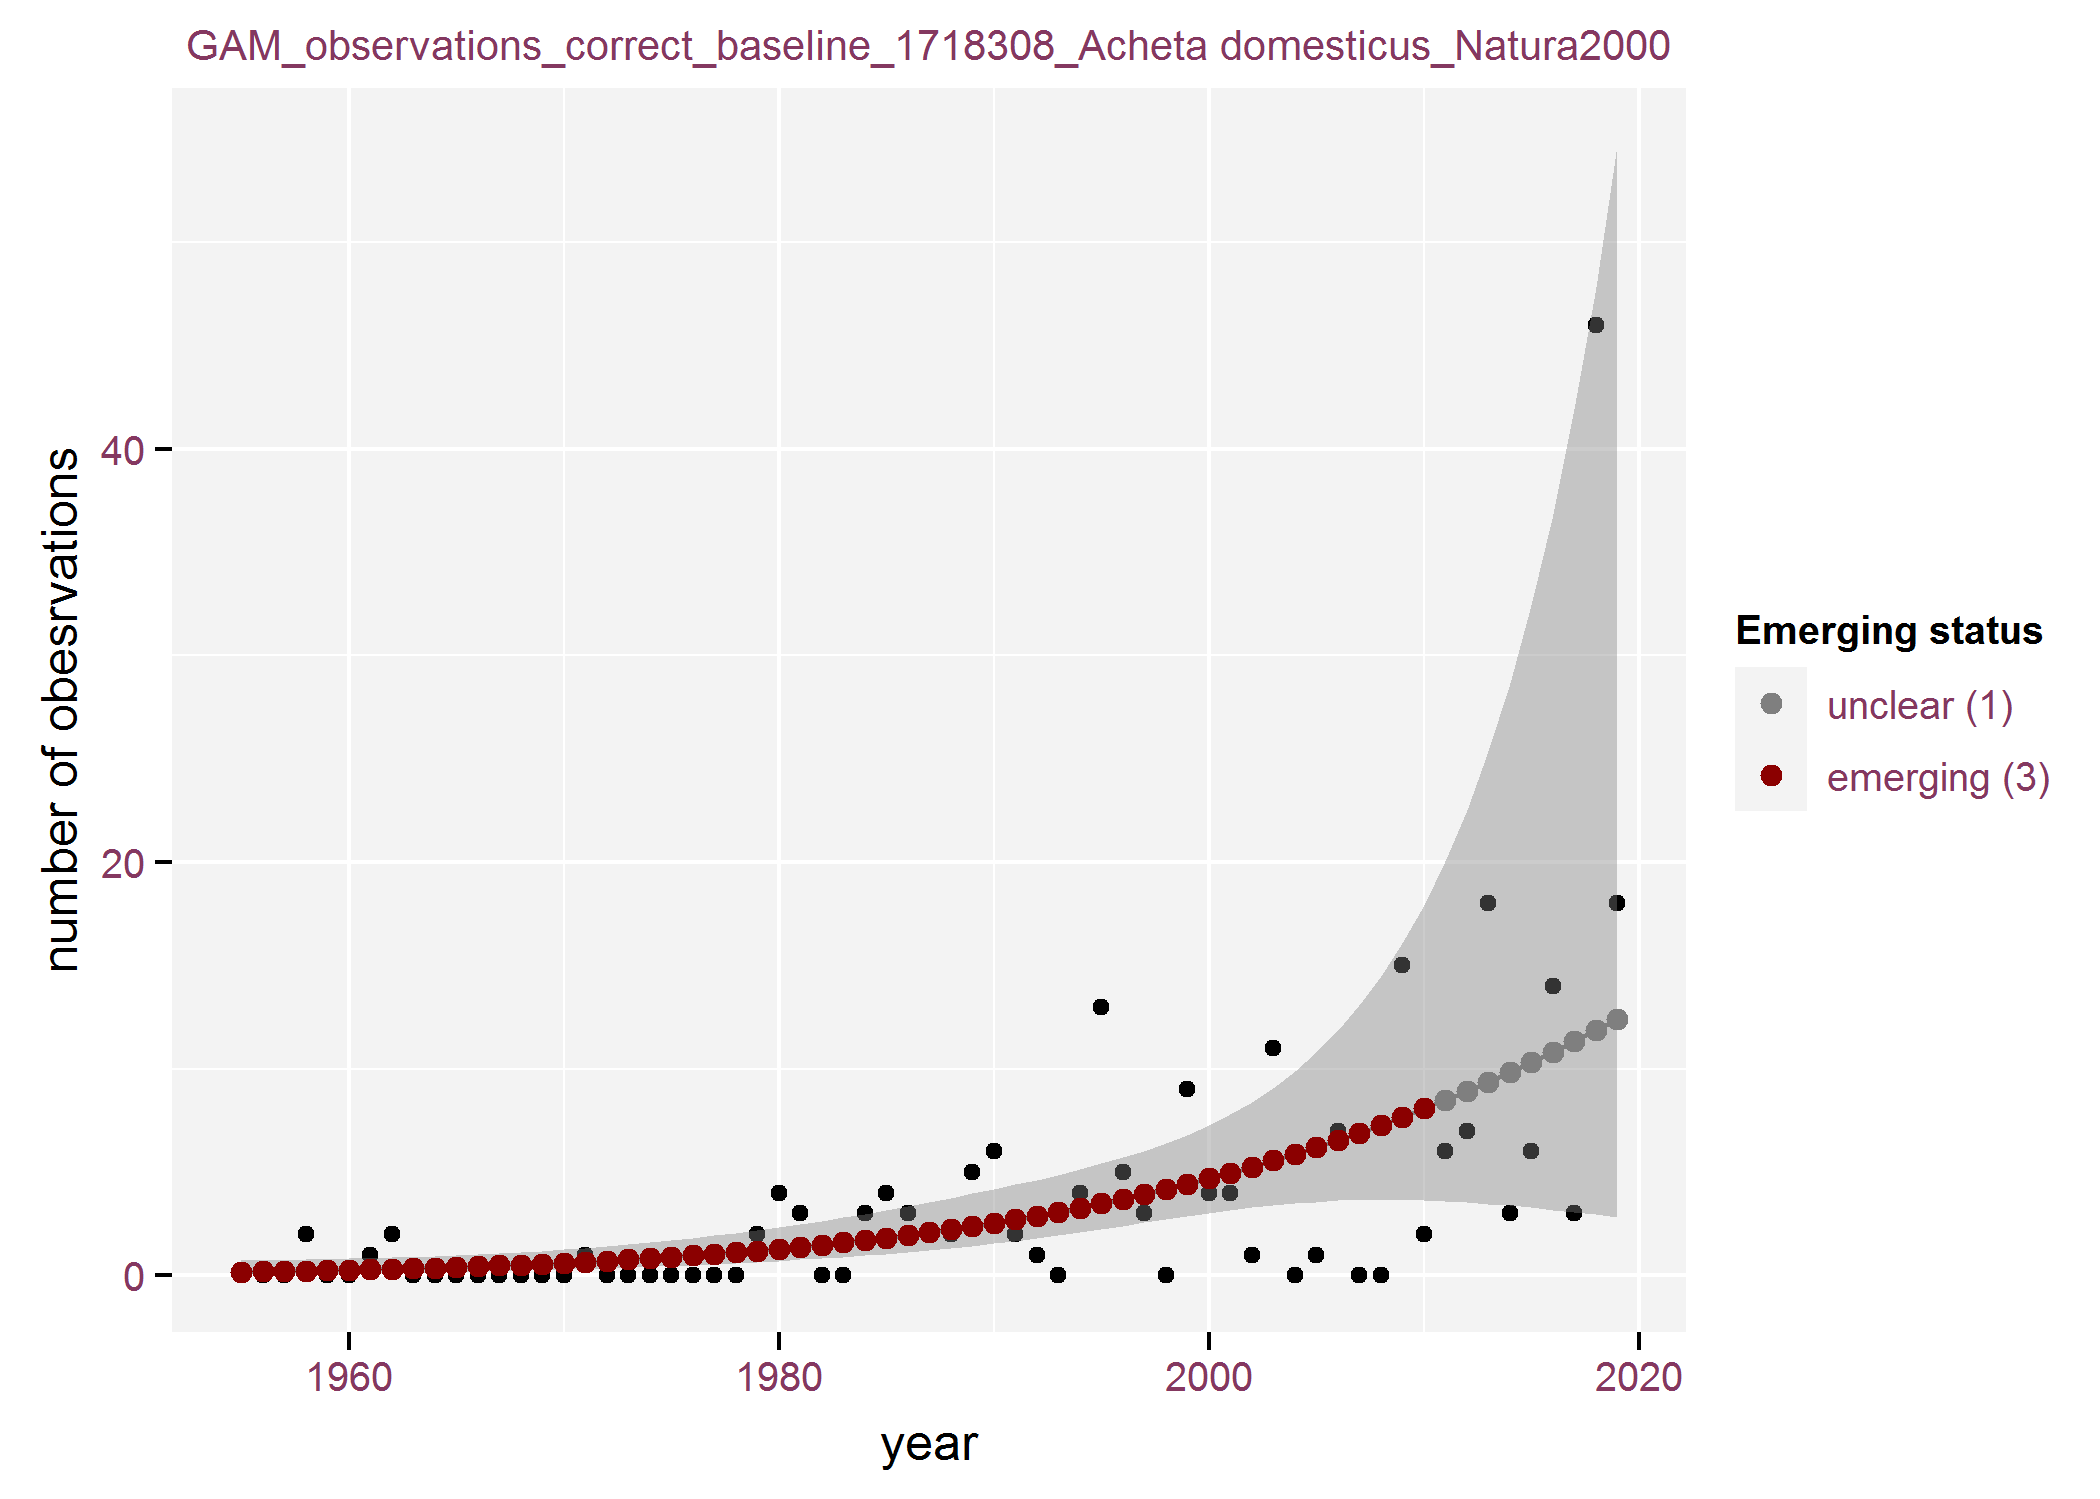 GAM_observations_correct_baseline_1718308_Acheta domesticus_Natura2000
number of obesrvations
40
20
0
1960
1980
2000
2020
year
Emerging status
unclear (1)
emerging (3)